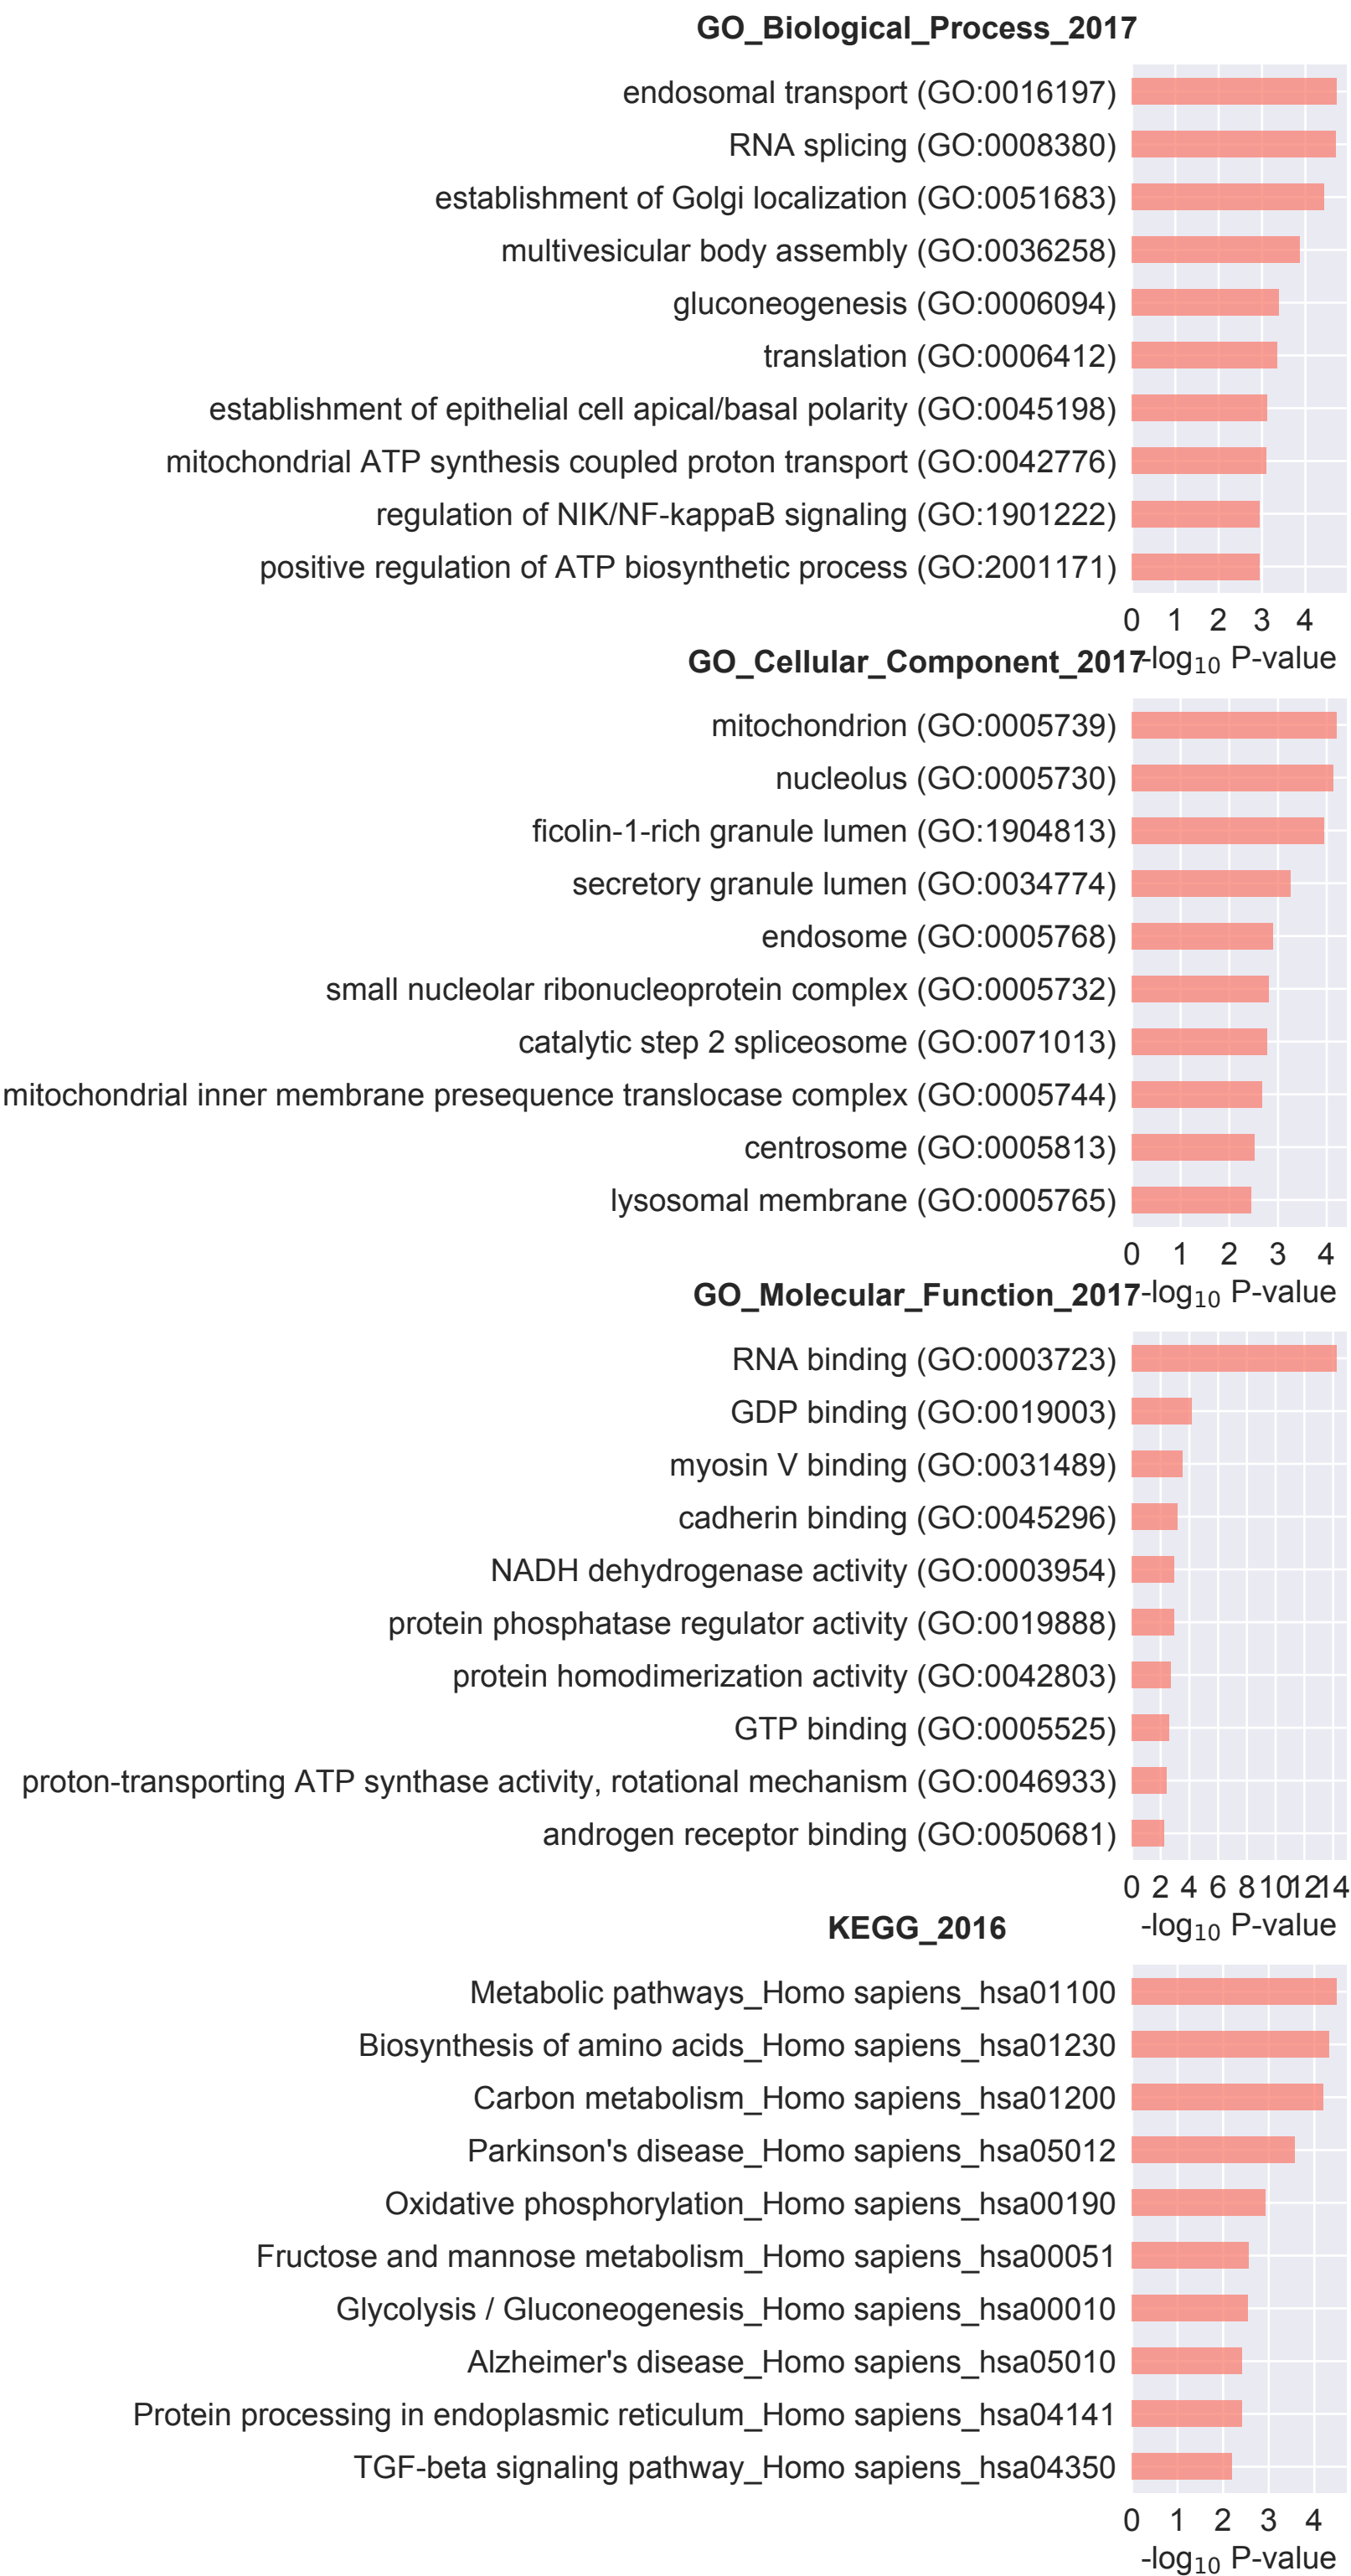 GO_Biological_Process_2017
endosomal transport (GO:0016197)
RNA splicing (GO:0008380)
establishment of Golgi localization (GO:0051683)
multivesicular body assembly (GO:0036258)
gluconeogenesis (GO:0006094)
translation (GO:0006412)
establishment of epithelial cell apical/basal polarity (GO:0045198)
mitochondrial ATP synthesis coupled proton transport (GO:0042776)
regulation of NIK/NF-kappaB signaling (GO:1901222)
positive regulation of ATP biosynthetic process (GO:2001171)
0 1 2 3 4
-log10 P-value
GO_Cellular_Component_2017
mitochondrion (GO:0005739)
nucleolus (GO:0005730)
ficolin-1-rich granule lumen (GO:1904813)
secretory granule lumen (GO:0034774)
endosome (GO:0005768)
small nucleolar ribonucleoprotein complex (GO:0005732)
catalytic step 2 spliceosome (GO:0071013)
mitochondrial inner membrane presequence translocase complex (GO:0005744)
centrosome (GO:0005813)
lysosomal membrane (GO:0005765)
0 1 2 3 4
-log10 P-value
GO_Molecular_Function_2017
RNA binding (GO:0003723)
GDP binding (GO:0019003)
myosin V binding (GO:0031489)
cadherin binding (GO:0045296)
NADH dehydrogenase activity (GO:0003954)
protein phosphatase regulator activity (GO:0019888)
protein homodimerization activity (GO:0042803)
GTP binding (GO:0005525)
proton-transporting ATP synthase activity, rotational mechanism (GO:0046933)
androgen receptor binding (GO:0050681)
0 2 4 6 8 10 12 14
-log10 P-value
KEGG_2016
Metabolic pathways_Homo sapiens_hsa01100
Biosynthesis of amino acids_Homo sapiens_hsa01230
Carbon metabolism_Homo sapiens_hsa01200
Parkinson's disease_Homo sapiens_hsa05012
Oxidative phosphorylation_Homo sapiens_hsa00190
Fructose and mannose metabolism_Homo sapiens_hsa00051
Glycolysis / Gluconeogenesis_Homo sapiens_hsa00010
Alzheimer's disease_Homo sapiens_hsa05010
Protein processing in endoplasmic reticulum_Homo sapiens_hsa04141
TGF-beta signaling pathway_Homo sapiens_hsa04350
0 1 2 3 4
-log10 P-value